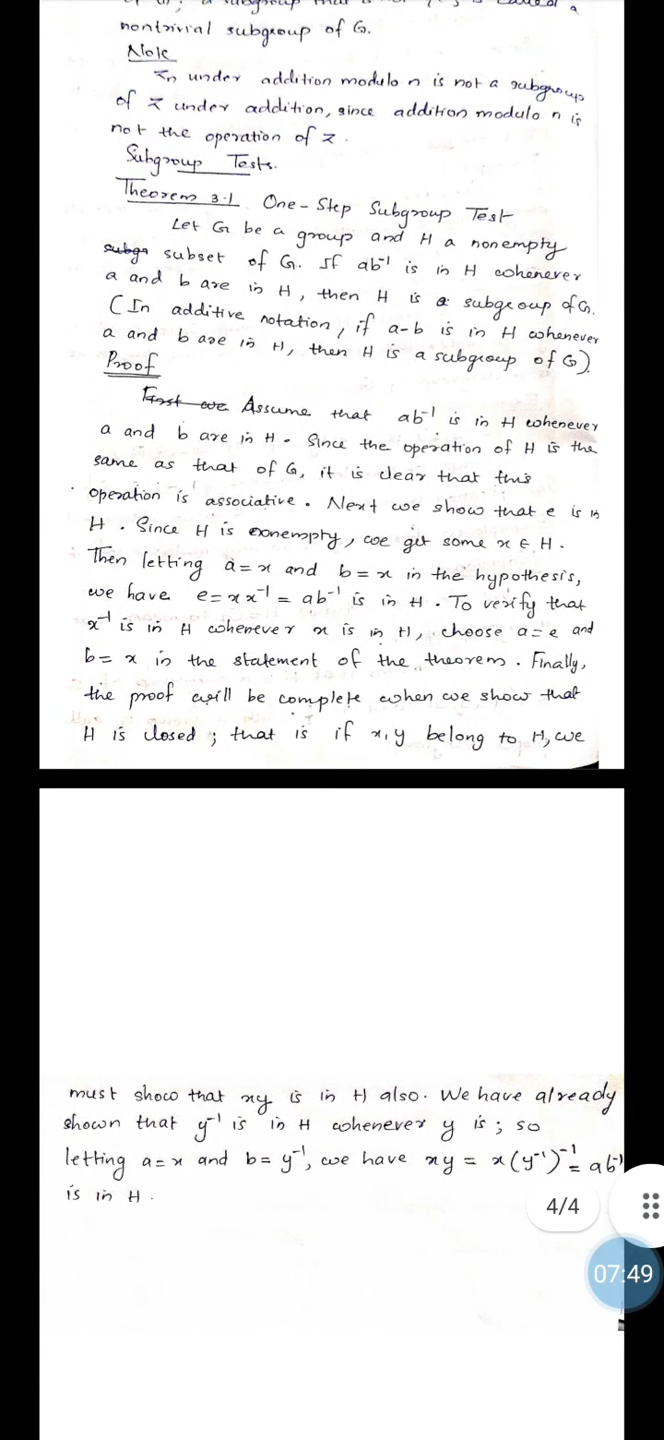 nontrivial subgroup of G.
Note
Zn under addition modulo n is not a subgroup
of Z under addition, since addition modulo n is
not the operation of Z.
Subgroup Tests.
Theorem 3.1 One-Step Subgroup Test
Let G be a group and H a nonempty
subgr subset of G. If ab⁻¹ is in H whenever
a and b are in H, then H is a subgroup of G.
(In additive notation, if a-b is in H whenever
a and b are in H, then H is a subgroup of G)
Proof
First we Assume that ab⁻¹ is in H whenever
a and b are in H. Since the operation of H is the
same as that of G, it is clear that this
operation is associative. Next we show that e is in
H. Since H is nonempty, we get some x ∈ H.
Then letting a = x and b = x in the hypothesis,
we have e = xx⁻¹ = ab⁻¹ is in H. To verify that
x⁻¹ is in H whenever x is in H, choose a = e and
b = x in the statement of the theorem. Finally,
the proof will be complete when we show that
H is closed; that is if x, y belong to H, we
must show that xy is in H also. We have already
shown that y⁻¹ is in H whenever y is; so
letting a = x and b = y⁻¹, we have xy = x(y⁻¹)⁻¹ = ab⁻¹
is in H.
4/4
07:49